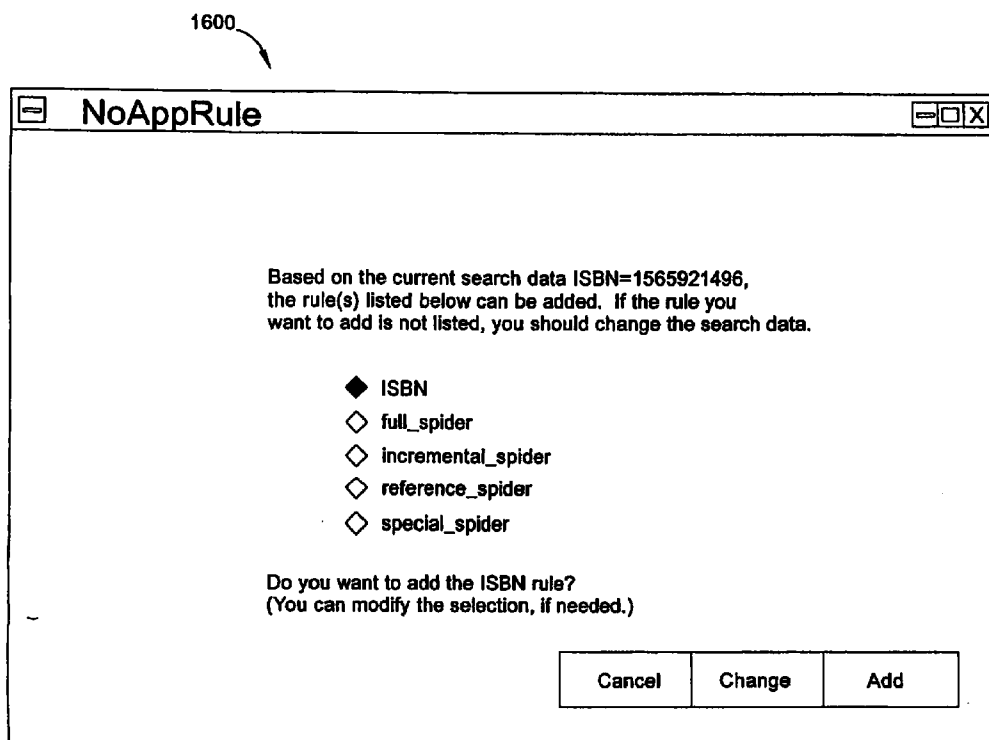 1600
NoAppRule
Based on the current search data ISBN=1565921496,
the rule(s) listed below can be added. If the rule you
want to add is not listed, you should change the search data.
ISBN
full_spider
incremental_spider
reference_spider
special_spider
Do you want to add the ISBN rule?
(You can modify the selection, if needed.)
Cancel Change Add